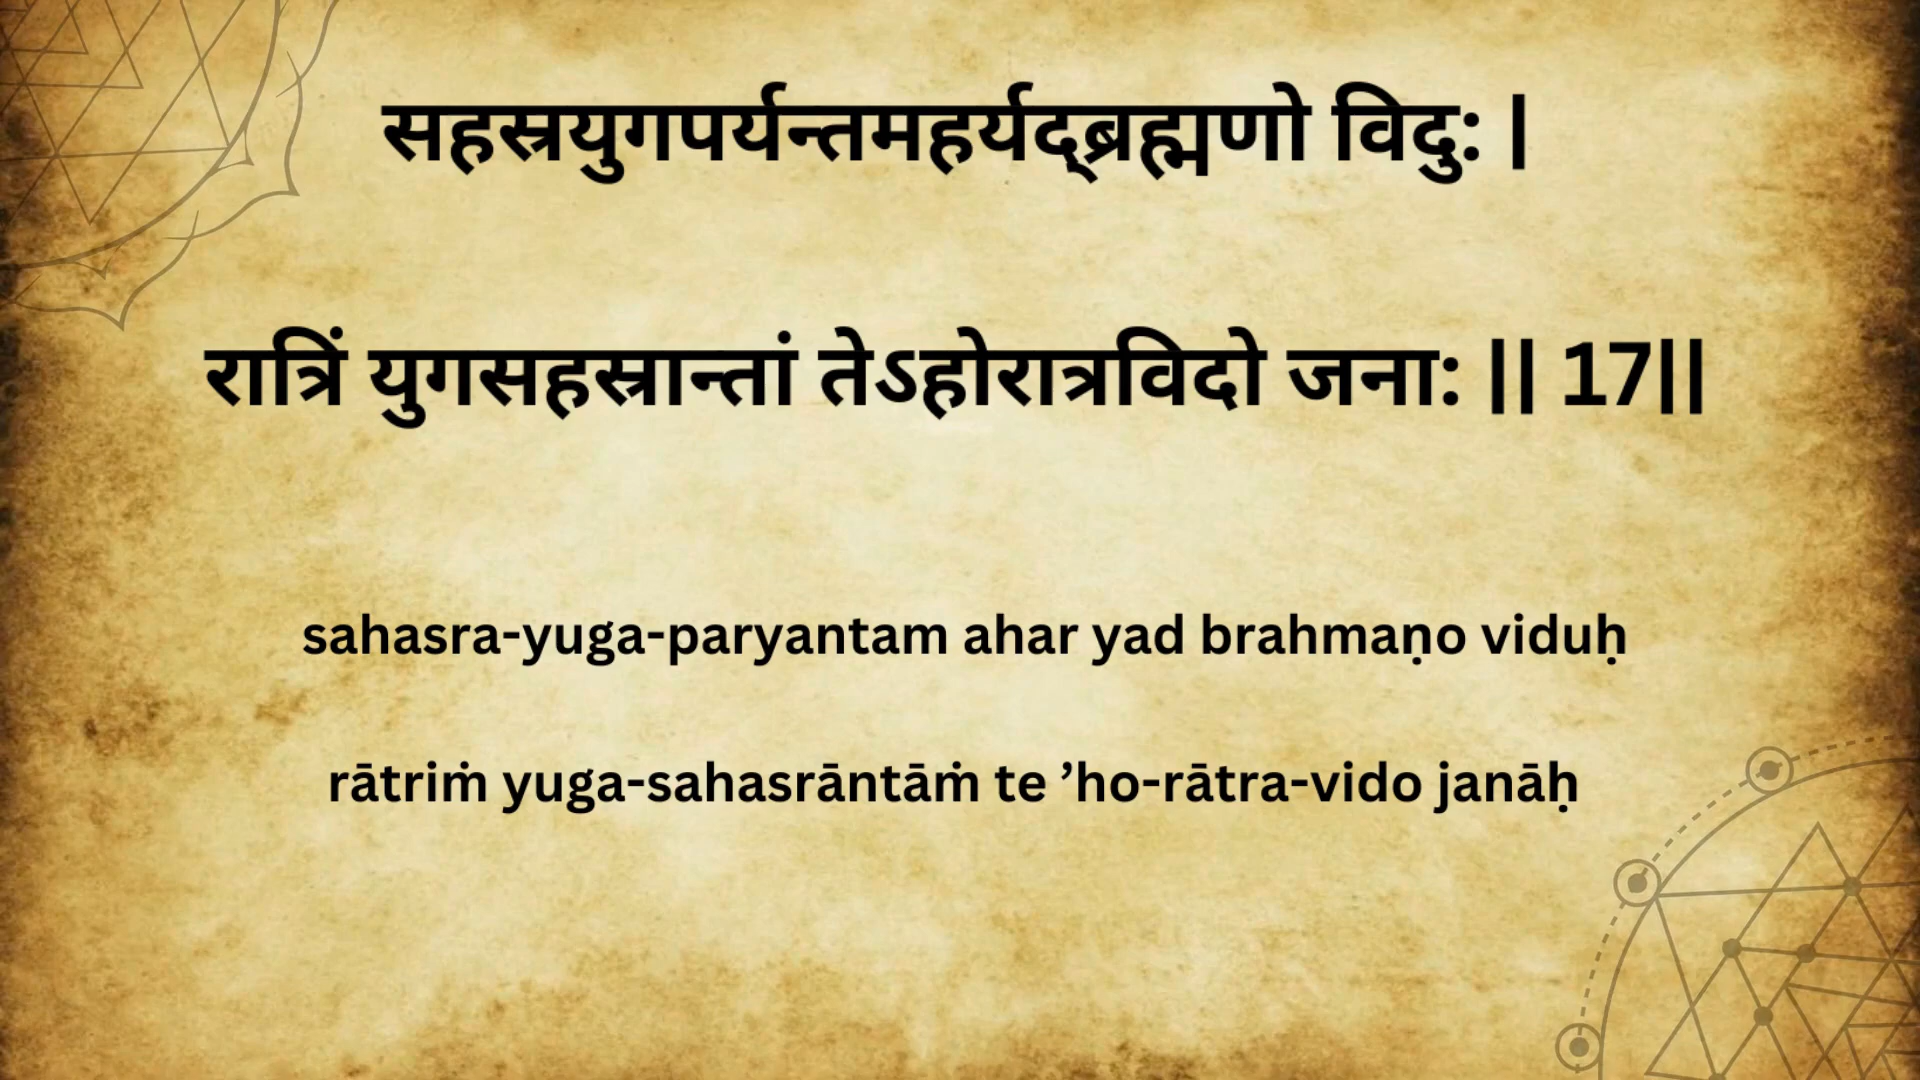 सहस्रयुगपर्यन्तमहर्यद्ब्रह्मणो विदु: |
रात्रिं युगसहस्रान्तां तेऽहोरात्रविदो जना: || 17||
sahasra-yuga-paryantam ahar yad brahmaṇo viduḥ
rātriṁ yuga-sahasrāntāṁ te ’ho-rātra-vido janāḥ